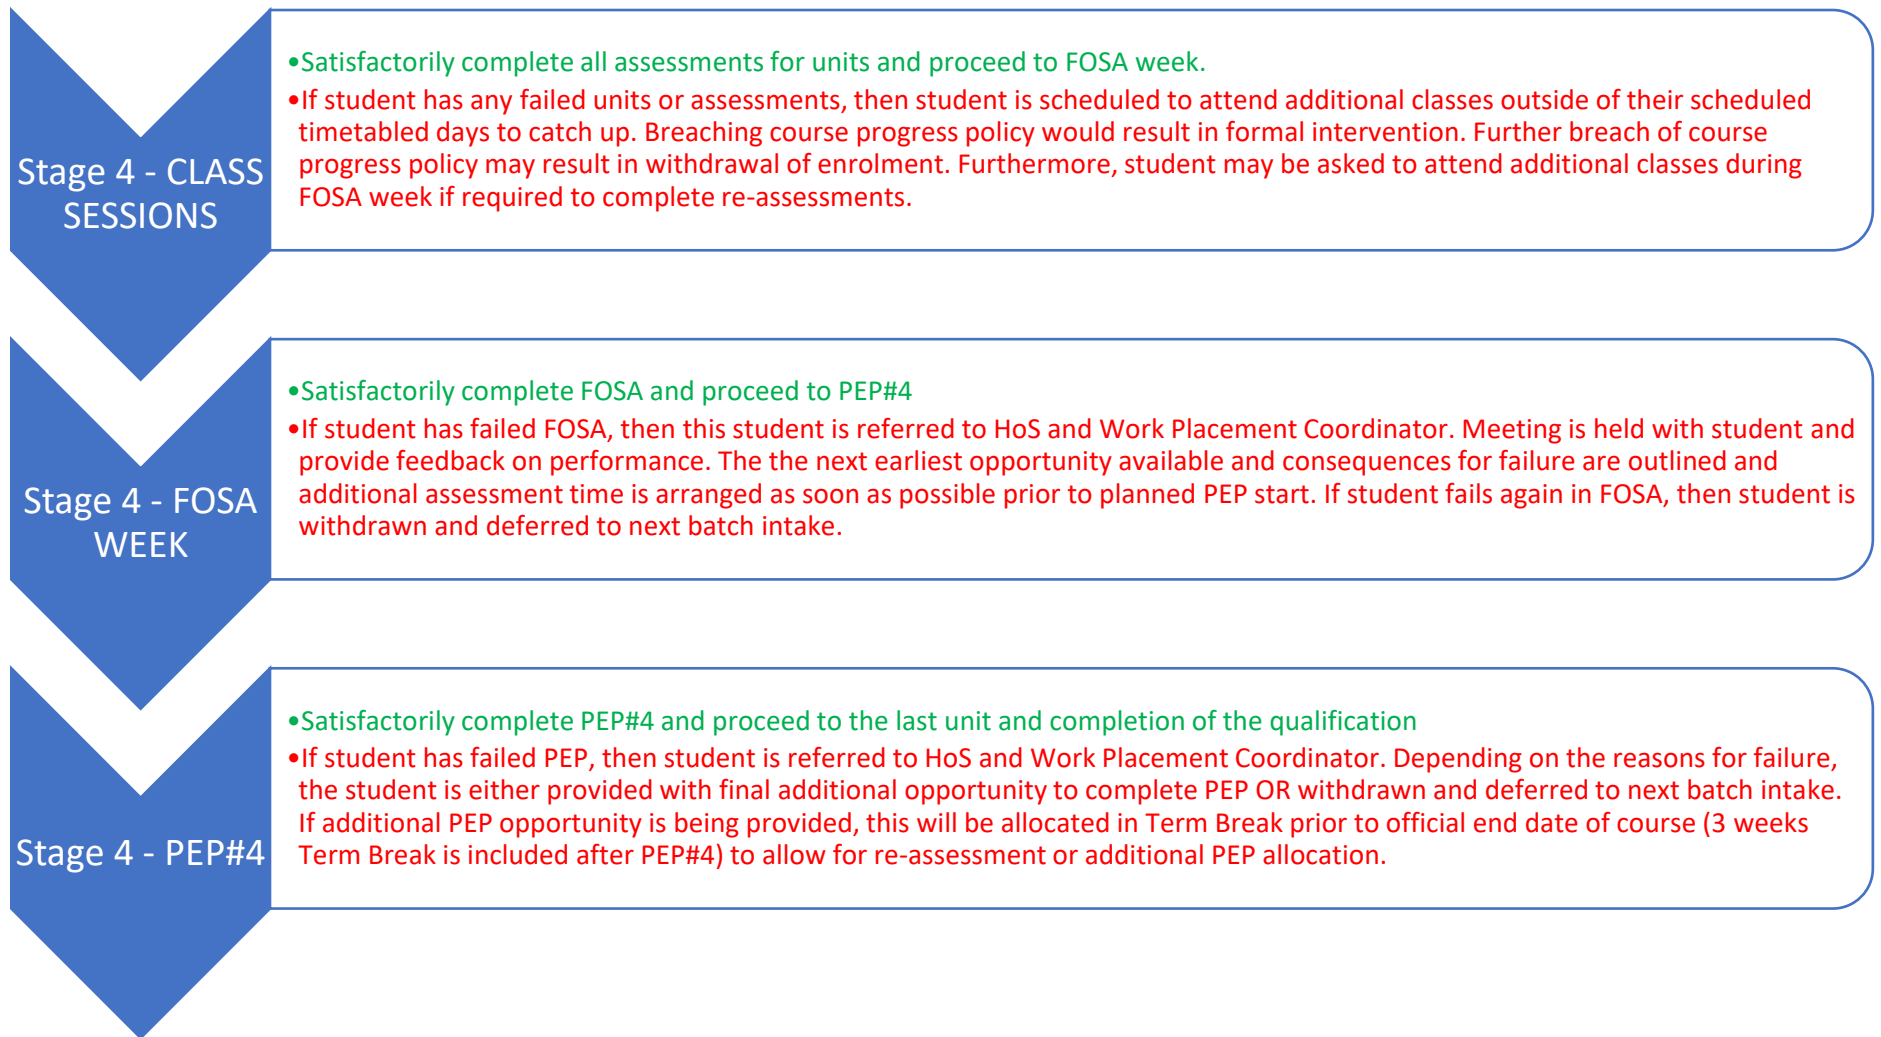 Stage 4 - CLASS
SESSIONS
•Satisfactorily complete all assessments for units and proceed to FOSA week.
•If student has any failed units or assessments, then student is scheduled to attend additional classes outside of their scheduled
timetabled days to catch up. Breaching course progress policy would result in formal intervention. Further breach of course
progress policy may result in withdrawal of enrolment. Furthermore, student may be asked to attend additional classes during
FOSA week if required to complete re-assessments.
Stage 4 - FOSA
WEEK
•Satisfactorily complete FOSA and proceed to PEP#4
•If student has failed FOSA, then this student is referred to HoS and Work Placement Coordinator. Meeting is held with student and
provide feedback on performance. The the next earliest opportunity available and consequences for failure are outlined and
additional assessment time is arranged as soon as possible prior to planned PEP start. If student fails again in FOSA, then student is
withdrawn and deferred to next batch intake.
Stage 4 - PEP#4
•Satisfactorily complete PEP#4 and proceed to the last unit and completion of the qualification
•If student has failed PEP, then student is referred to HoS and Work Placement Coordinator. Depending on the reasons for failure,
the student is either provided with final additional opportunity to complete PEP OR withdrawn and deferred to next batch intake.
If additional PEP opportunity is being provided, this will be allocated in Term Break prior to official end date of course (3 weeks
Term Break is included after PEP#4) to allow for re-assessment or additional PEP allocation.